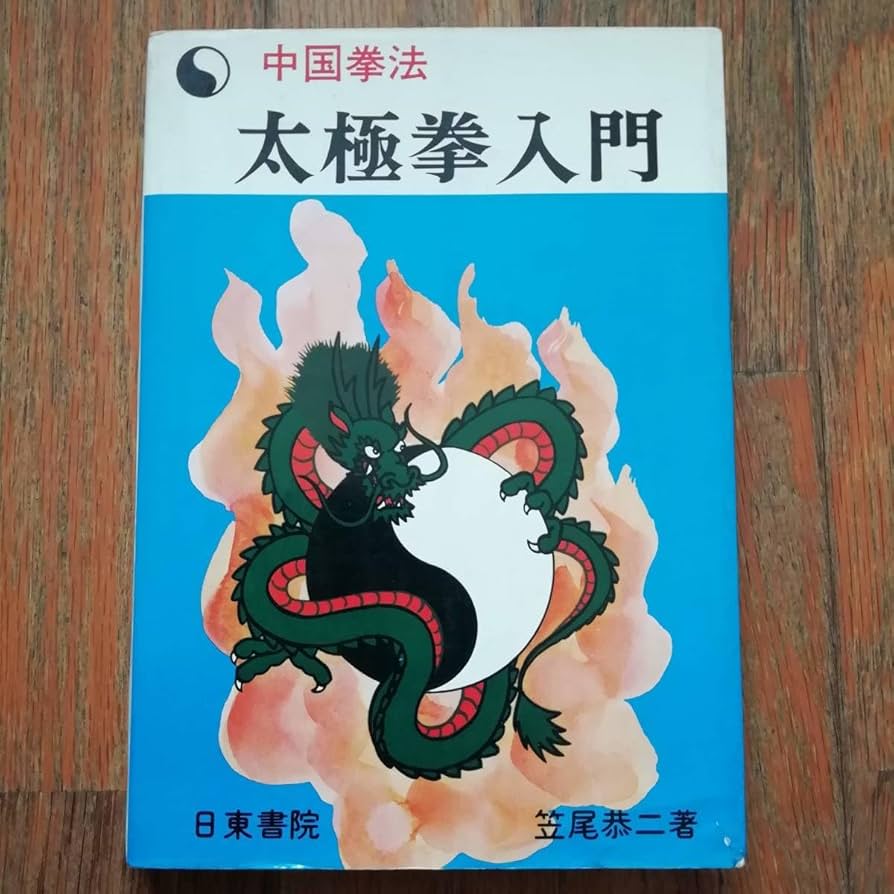 中国拳法
太極拳入門
日東書院
笠尾恭二著